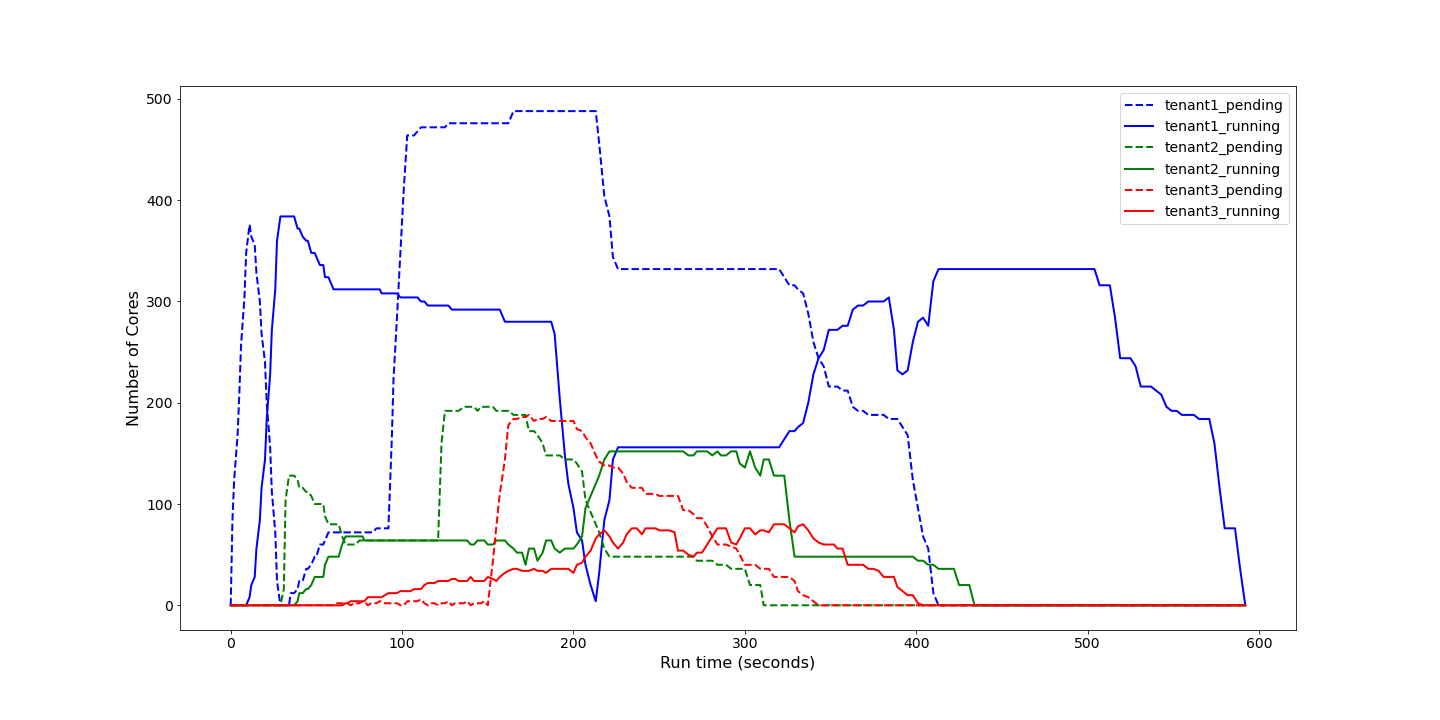 500
400
300
200
100
0
Number of Cores
tenant1_pending
tenant1_running
tenant2_pending
tenant2_running
tenant3_pending
tenant3_running
0 100 200 300 400 500 600
Run time (seconds)